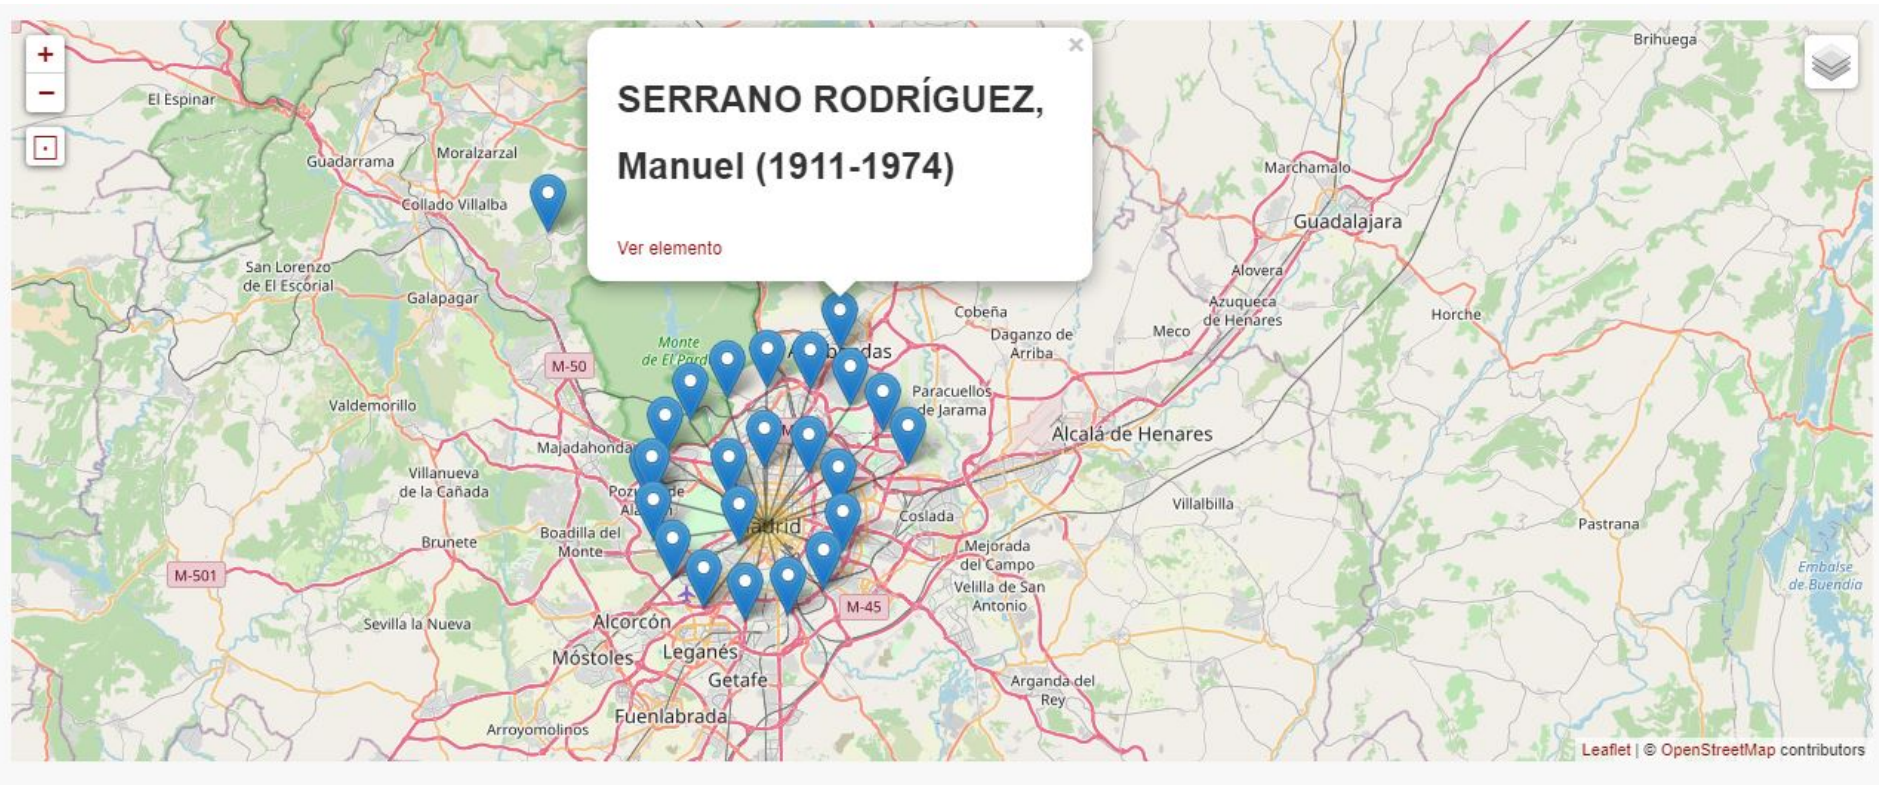 +
−
El Espinar
Guadarrama
Moralzarzal
Collado Villalba
San Lorenzo
de El Escorial
Galapagar
×
SERRANO RODRÍGUEZ,
Manuel (1911-1974)
Ver elemento
Brihuega
Marchamalo
Guadalajara
Alovera
Azuqueca
de Henares
Horche
Meco
Cobeña
Daganzo de
Arriba
Monte
M-50
Valdemorillo
Paracuellos
de Jarama
Alcalá de Henares
Villanueva
de la Cañada
Boadilla del
Monte
Brunete
M-501
Coslada
Villalbilla
Pastrana
Mejorada
del Campo
Velilla de San
Antonio
Embalse
de Buendía
M-45
Sevilla la Nueva
Alcorcón
Móstoles
Leganés
Getafe
Arganda del
Rey
Fuenlabrada
Arroyomolinos
Leaflet | © OpenStreetMap contributors